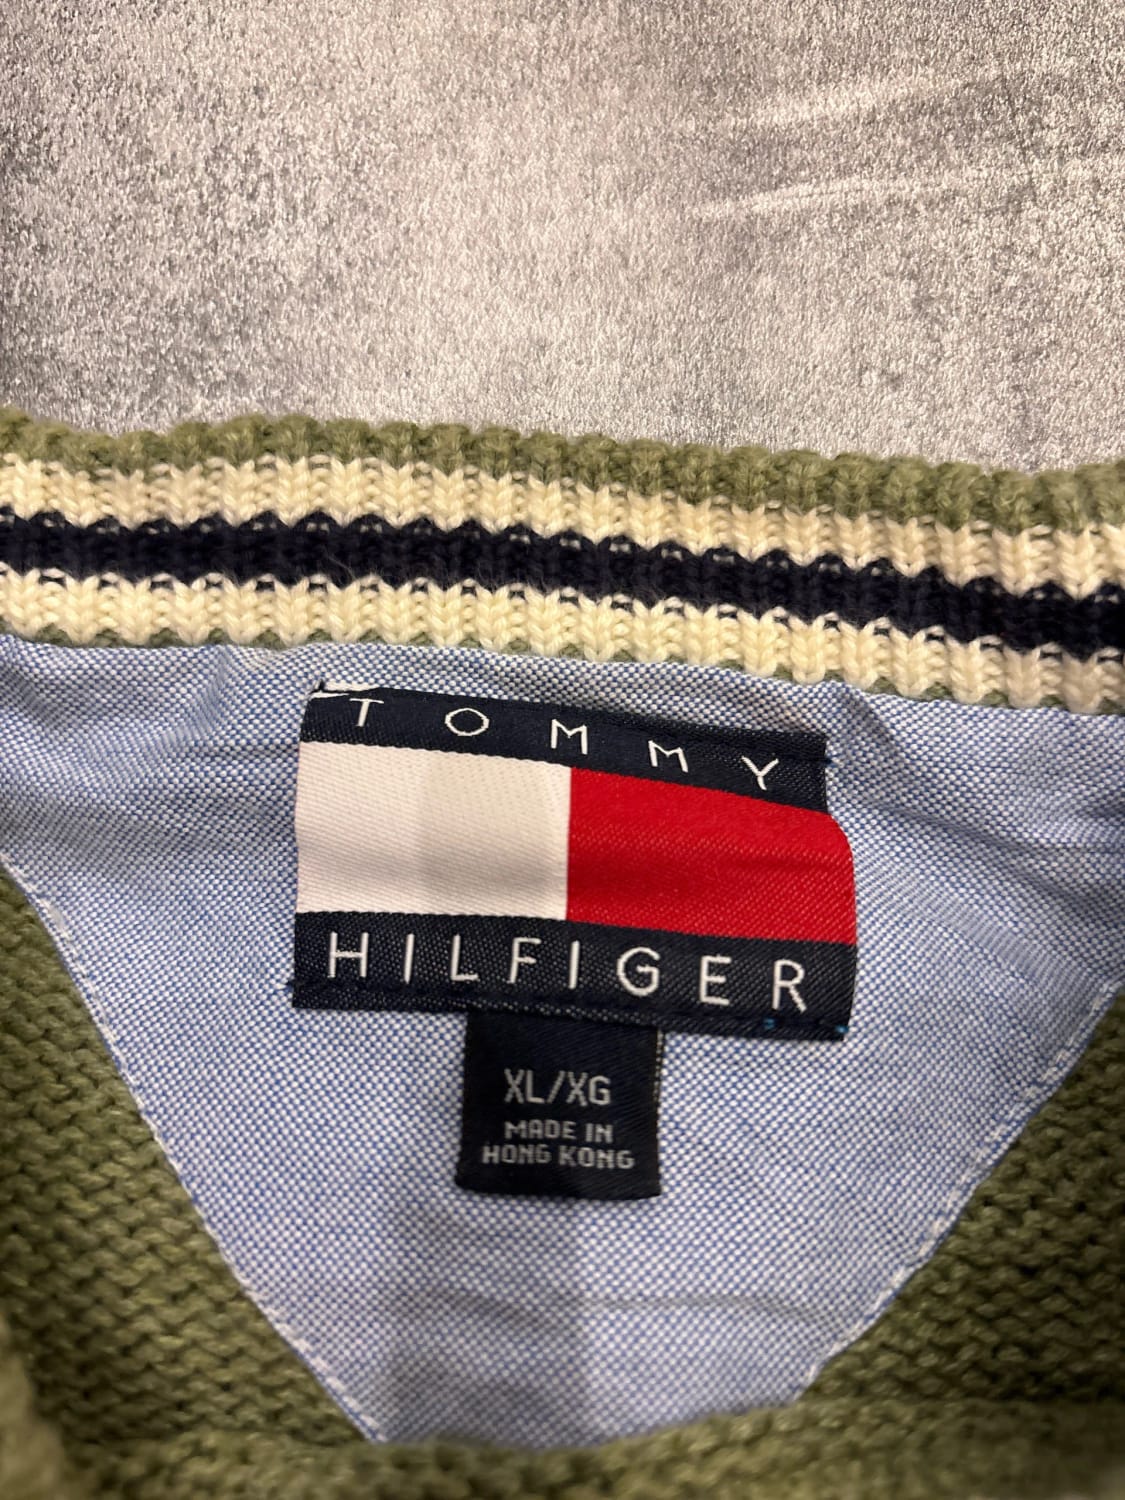 TOMMY
HILFIGER
XL/XG
MADE IN
HONG KONG